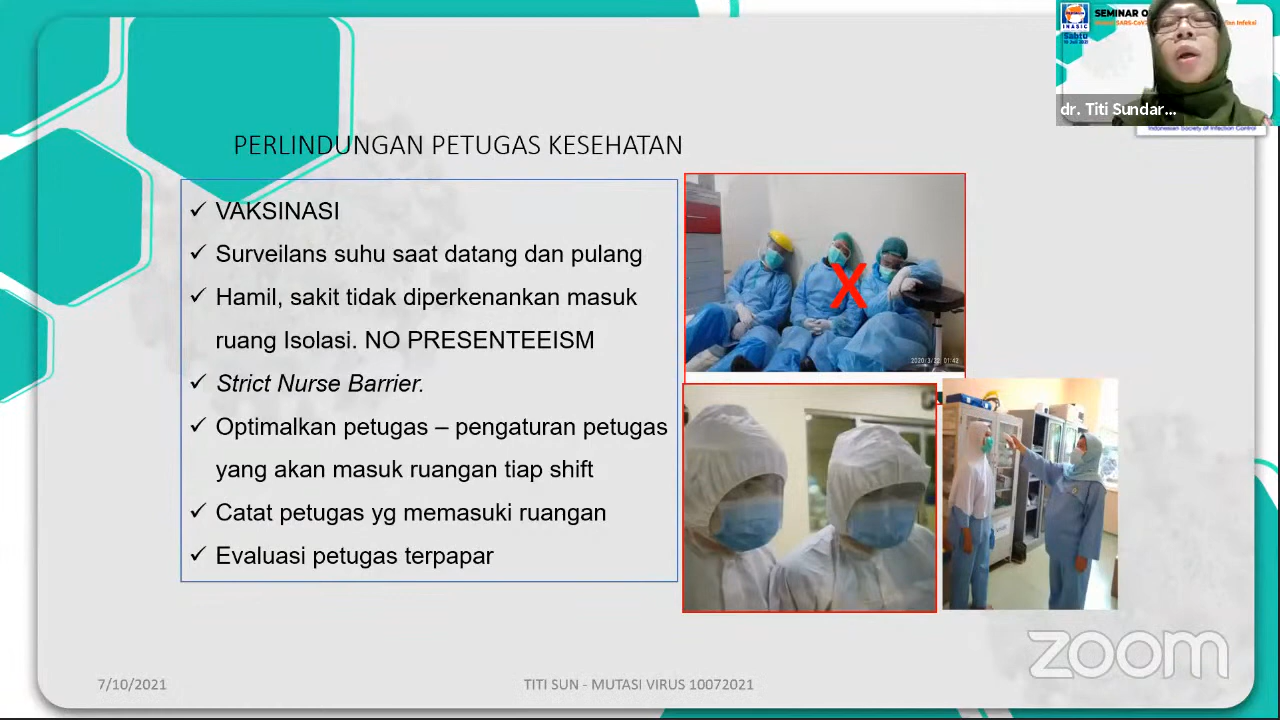 INASIC
SEMINAR O
Sabtu
dr. Titi Sundar...
Indonesian Society of Infection Control
PERLINDUNGAN PETUGAS KESEHATAN
✓ VAKSINASI
✓ Surveilans suhu saat datang dan pulang
✓ Hamil, sakit tidak diperkenankan masuk
ruang Isolasi. NO PRESENTEEISM
✓ Strict Nurse Barrier.
✓ Optimalkan petugas – pengaturan petugas
yang akan masuk ruangan tiap shift
✓ Catat petugas yg memasuki ruangan
✓ Evaluasi petugas terpapar
X
zoom
7/10/2021
TITI SUN - MUTASI VIRUS 10072021